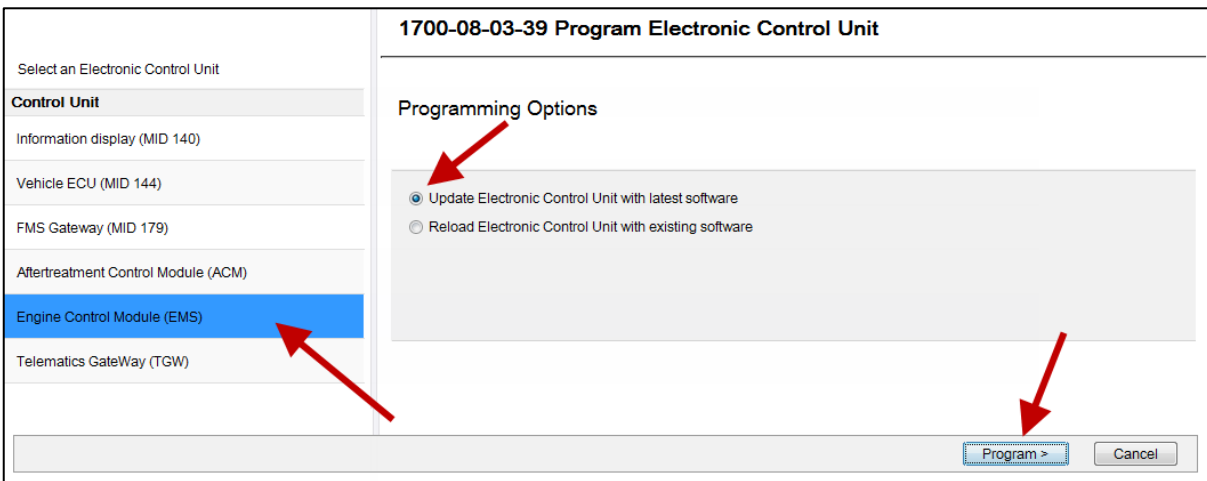 1700-08-03-39 Program Electronic Control Unit
Select an Electronic Control Unit
Control Unit
Information display (MID 140)
Vehicle ECU (MID 144)
FMS Gateway (MID 179)
Aftertreatment Control Module (ACM)
Engine Control Module (EMS)
Telematics GateWay (TGW)
Programming Options
Update Electronic Control Unit with latest software
Reload Electronic Control Unit with existing software
Program >
Cancel